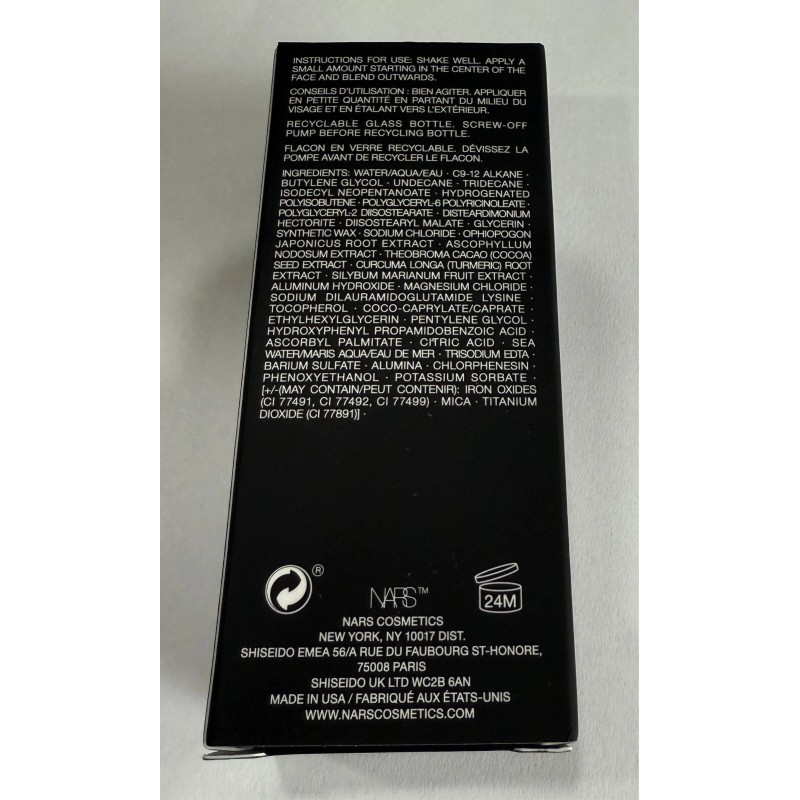 INSTRUCTIONS FOR USE: SHAKE WELL. APPLY A
SMALL AMOUNT STARTING IN THE CENTER OF THE
FACE AND BLEND OUTWARDS.
CONSEILS D'UTILISATION : BIEN AGITER. APPLIQUER
EN PETITE QUANTITÉ EN PARTANT DU MILIEU DU
VISAGE ET EN ÉTALANT VERS L'EXTÉRIEUR.
RECYCLABLE GLASS BOTTLE. SCREW-OFF
PUMP BEFORE RECYCLING BOTTLE.
FLACON EN VERRE RECYCLABLE. DÉVISSEZ LA
POMPE AVANT DE RECYCLER LE FLACON.
INGREDIENTS: WATER/AQUA/EAU · C9-12 ALKANE ·
BUTYLENE GLYCOL · UNDECANE · TRIDECANE ·
ISODECYL NEOPENTANOATE · HYDROGENATED
POLYISOBUTENE · POLYGLYCERYL-6 POLYRICINOLEATE ·
POLYGLYCERYL-2 DIISOSTEARATE · DISTEARDIMONIUM
HECTORITE · DIISOSTEARYL MALATE · GLYCERIN ·
SYNTHETIC WAX · SODIUM CHLORIDE · OPHIOPOGON
JAPONICUS ROOT EXTRACT · ASCOPHYLLUM
NODOSUM EXTRACT · THEOBROMA CACAO (COCOA)
SEED EXTRACT · CURCUMA LONGA (TURMERIC) ROOT
EXTRACT · SILYBUM MARIANUM FRUIT EXTRACT ·
ALUMINUM HYDROXIDE · MAGNESIUM CHLORIDE ·
SODIUM DILAURAMIDOGLUTAMIDE LYSINE ·
TOCOPHEROL · COCO-CAPRYLATE/CAPRATE ·
ETHYLHEXYLGLYCERIN · PENTYLENE GLYCOL ·
HYDROXYPHENYL PROPAMIDOBENZOIC ACID ·
ASCORBYL PALMITATE · CITRIC ACID · SEA
WATER/MARIS AQUA/EAU DE MER · TRISODIUM EDTA ·
BARIUM SULFATE · ALUMINA · CHLORPHENESIN ·
PHENOXYETHANOL · POTASSIUM SORBATE ·
[+/-(MAY CONTAIN/PEUT CONTENIR): IRON OXIDES
(CI 77491, CI 77492, CI 77499) · MICA · TITANIUM
DIOXIDE (CI 77891)] ·
®
NARS™
24M
NARS COSMETICS
NEW YORK, NY 10017 DIST.
SHISEIDO EMEA 56/A RUE DU FAUBOURG ST-HONORE,
75008 PARIS
SHISEIDO UK LTD WC2B 6AN
MADE IN USA / FABRIQUÉ AUX ÉTATS-UNIS
WWW.NARSCOSMETICS.COM